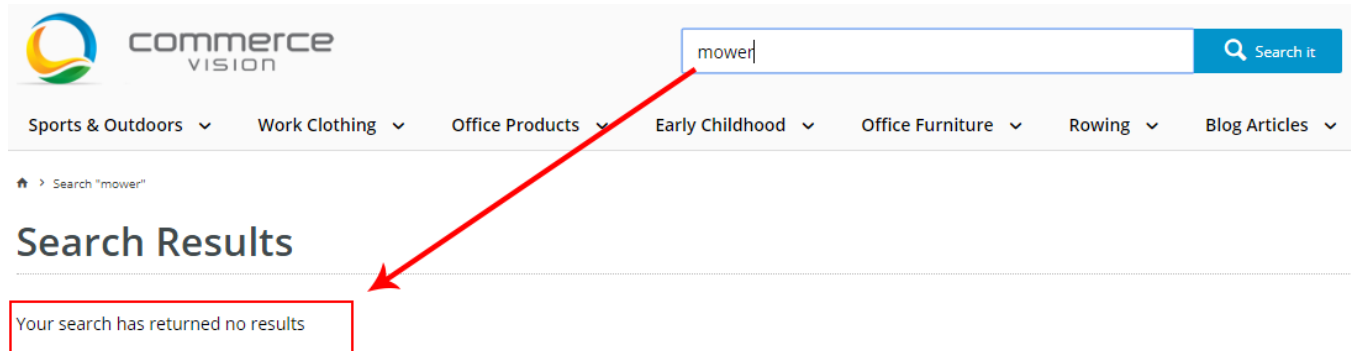 commerce
VISION
mower
Search it
Sports & Outdoors
Work Clothing
Office Products
Early Childhood
Office Furniture
Rowing
Blog Articles
> Search "mower"
Search Results
Your search has returned no results